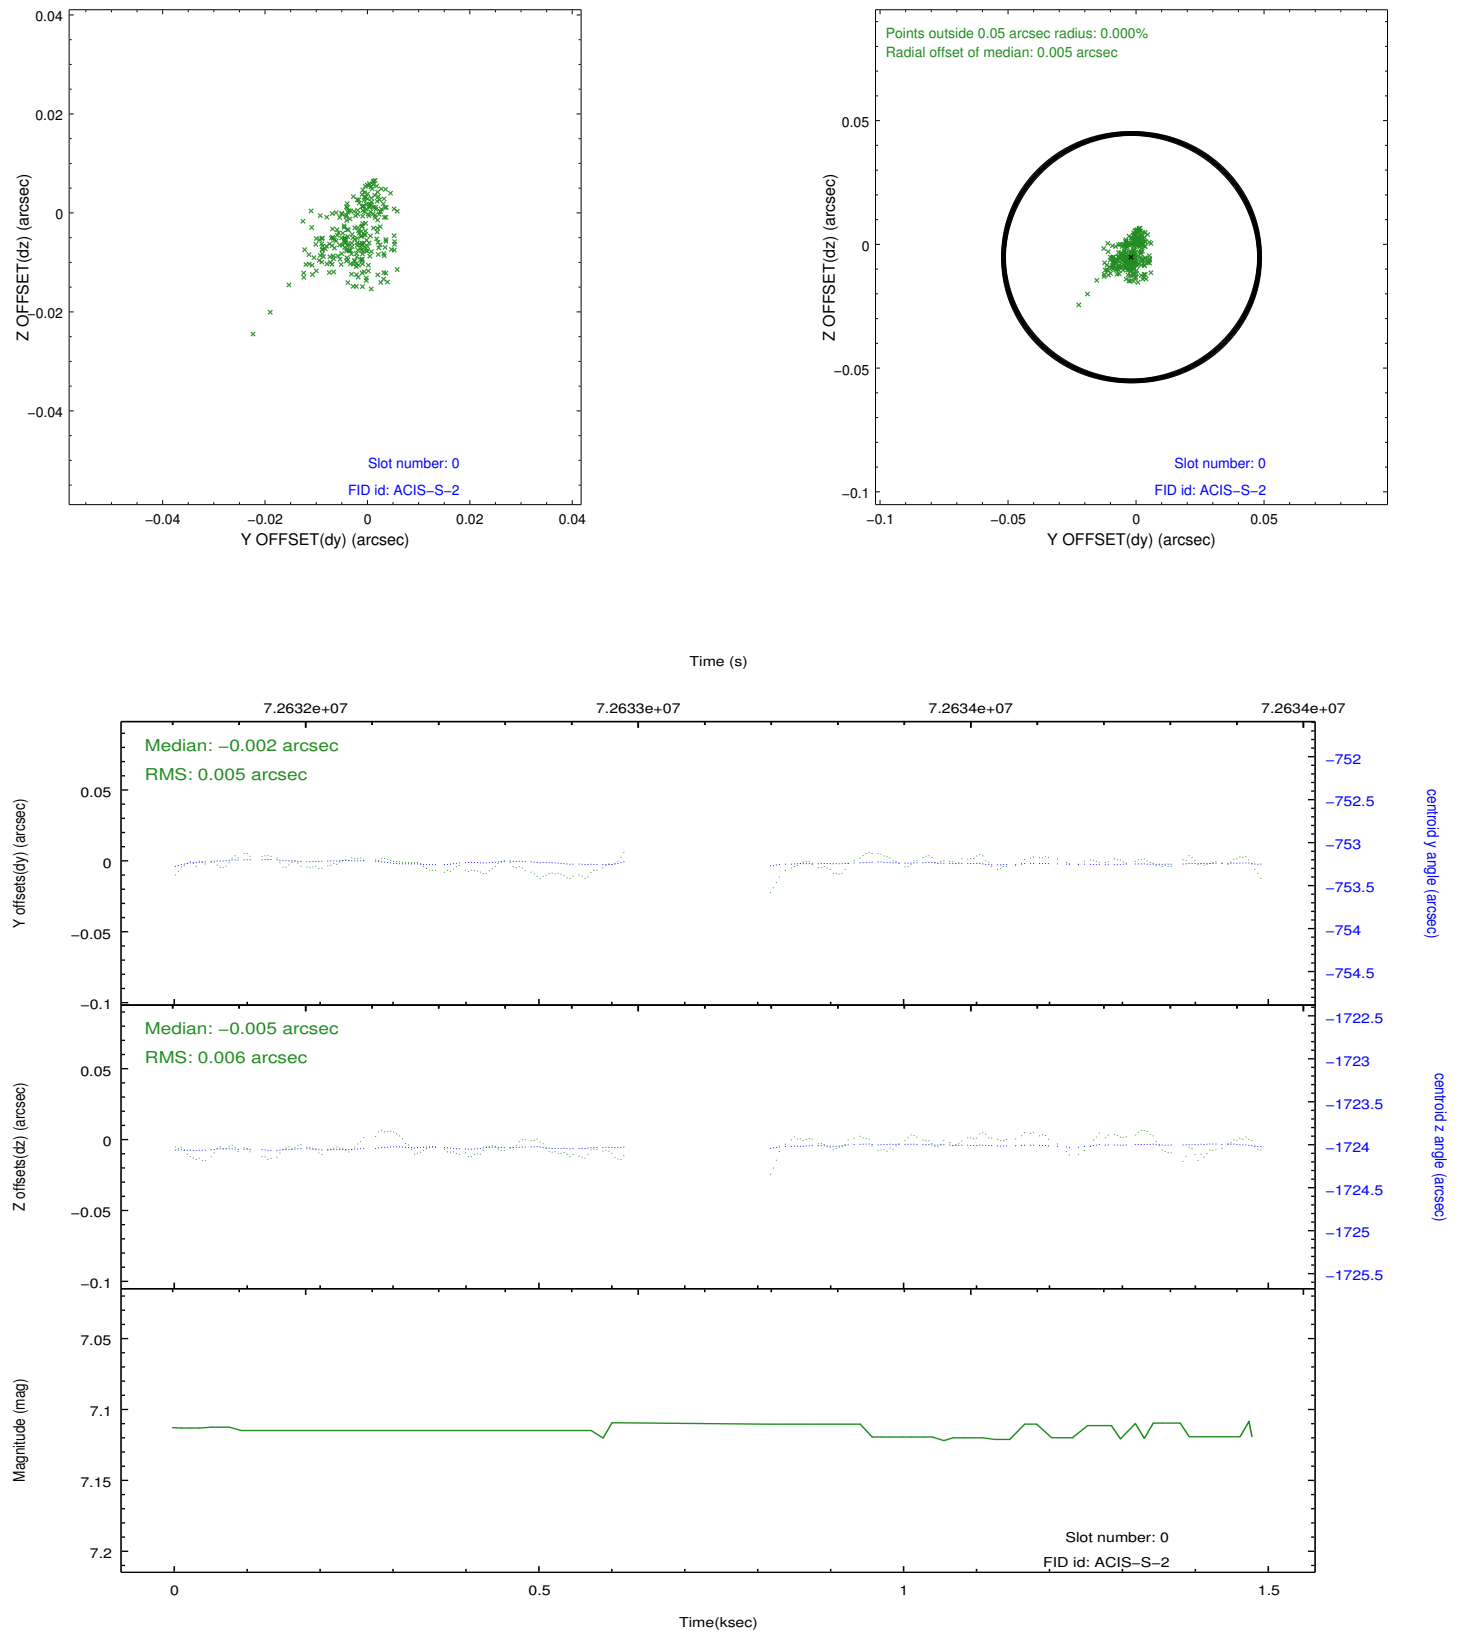 0.04
0.02
0
−0.02
−0.04
Z OFFSET(dz) (arcsec)
Slot number: 0
FID id: ACIS−S−2
−0.04
−0.02
0
0.02
0.04
Y OFFSET(dy) (arcsec)
Points outside 0.05 arcsec radius: 0.000%
Radial offset of median: 0.005 arcsec
0.05
0
−0.05
−0.1
Z OFFSET(dz) (arcsec)
Slot number: 0
FID id: ACIS−S−2
−0.1
−0.05
0
0.05
Y OFFSET(dy) (arcsec)
Time (s)
7.2632e+07
7.2633e+07
7.2634e+07
7.2634e+07
Median: −0.002 arcsec
RMS: 0.005 arcsec
0.05
0
−0.05
−0.1
Y offsets(dy) (arcsec)
−752
−752.5
−753
−753.5
−754
−754.5
centroid y angle (arcsec)
Median: −0.005 arcsec
RMS: 0.006 arcsec
0.05
0
−0.05
−0.1
Z offsets(dz) (arcsec)
−1722.5
−1723
−1723.5
−1724
−1724.5
−1725
−1725.5
centroid z angle (arcsec)
7.05
7.1
7.15
7.2
Magnitude (mag)
Slot number: 0
FID id: ACIS−S−2
0
0.5
1
1.5
Time(ksec)